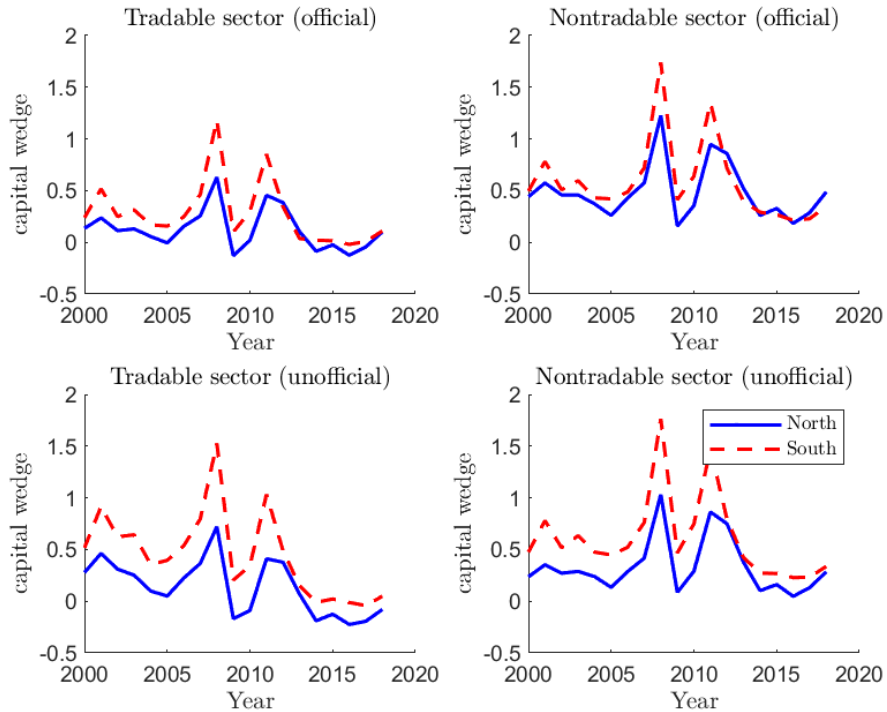 Tradable sector (official)
2
1.5
1
0.5
0
-0.5
capital wedge
2000 2005 2010 2015 2020
Year
Nontradable sector (official)
2
1.5
1
0.5
0
-0.5
capital wedge
2000 2005 2010 2015 2020
Year
Tradable sector (unofficial)
2
1.5
1
0.5
0
-0.5
capital wedge
2000 2005 2010 2015 2020
Year
Nontradable sector (unofficial)
2
1.5
1
0.5
0
-0.5
capital wedge
North
South
2000 2005 2010 2015 2020
Year